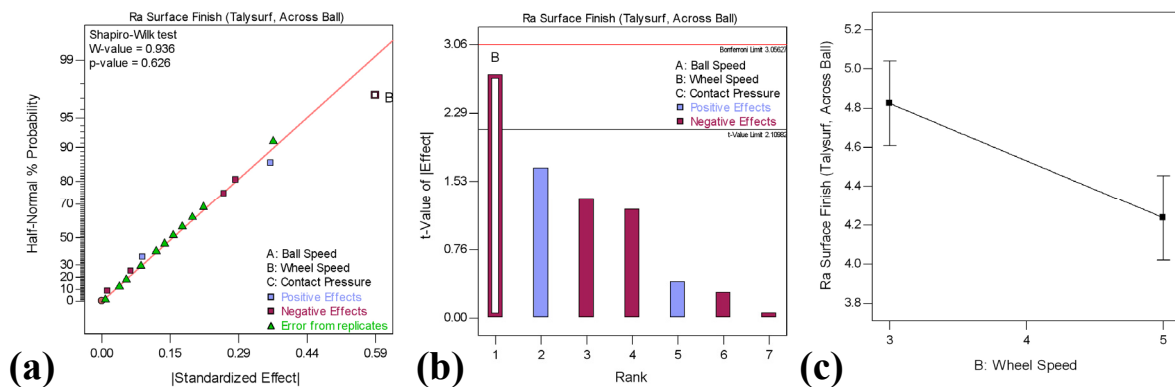 Ra Surface Finish (Talysurf, Across Ball)
Shapiro-Wilk test
W-value = 0.936
p-value = 0.626
Half-Normal % Probability
99
95
90
80
70
50
30
20
10
0
B
A: Ball Speed
B: Wheel Speed
C: Contact Pressure
Positive Effects
Negative Effects
Error from replicates
0.00 0.15 0.29 0.44 0.59
|Standardized Effect|
(a)
Ra Surface Finish (Talysurf, Across Ball)
t-Value of |Effect|
3.06
2.29
1.53
0.76
0.00
Bonferroni Limit 3.05627
B
A: Ball Speed
B: Wheel Speed
C: Contact Pressure
Positive Effects
Negative Effects
t-Value Limit 2.10982
1 2 3 4 5 6 7
Rank
(b)
Ra Surface Finish (Talysurf, Across Ball)
5.2
5.0
4.8
4.6
4.4
4.2
4.0
3.8
3 4 5
B: Wheel Speed
(c)